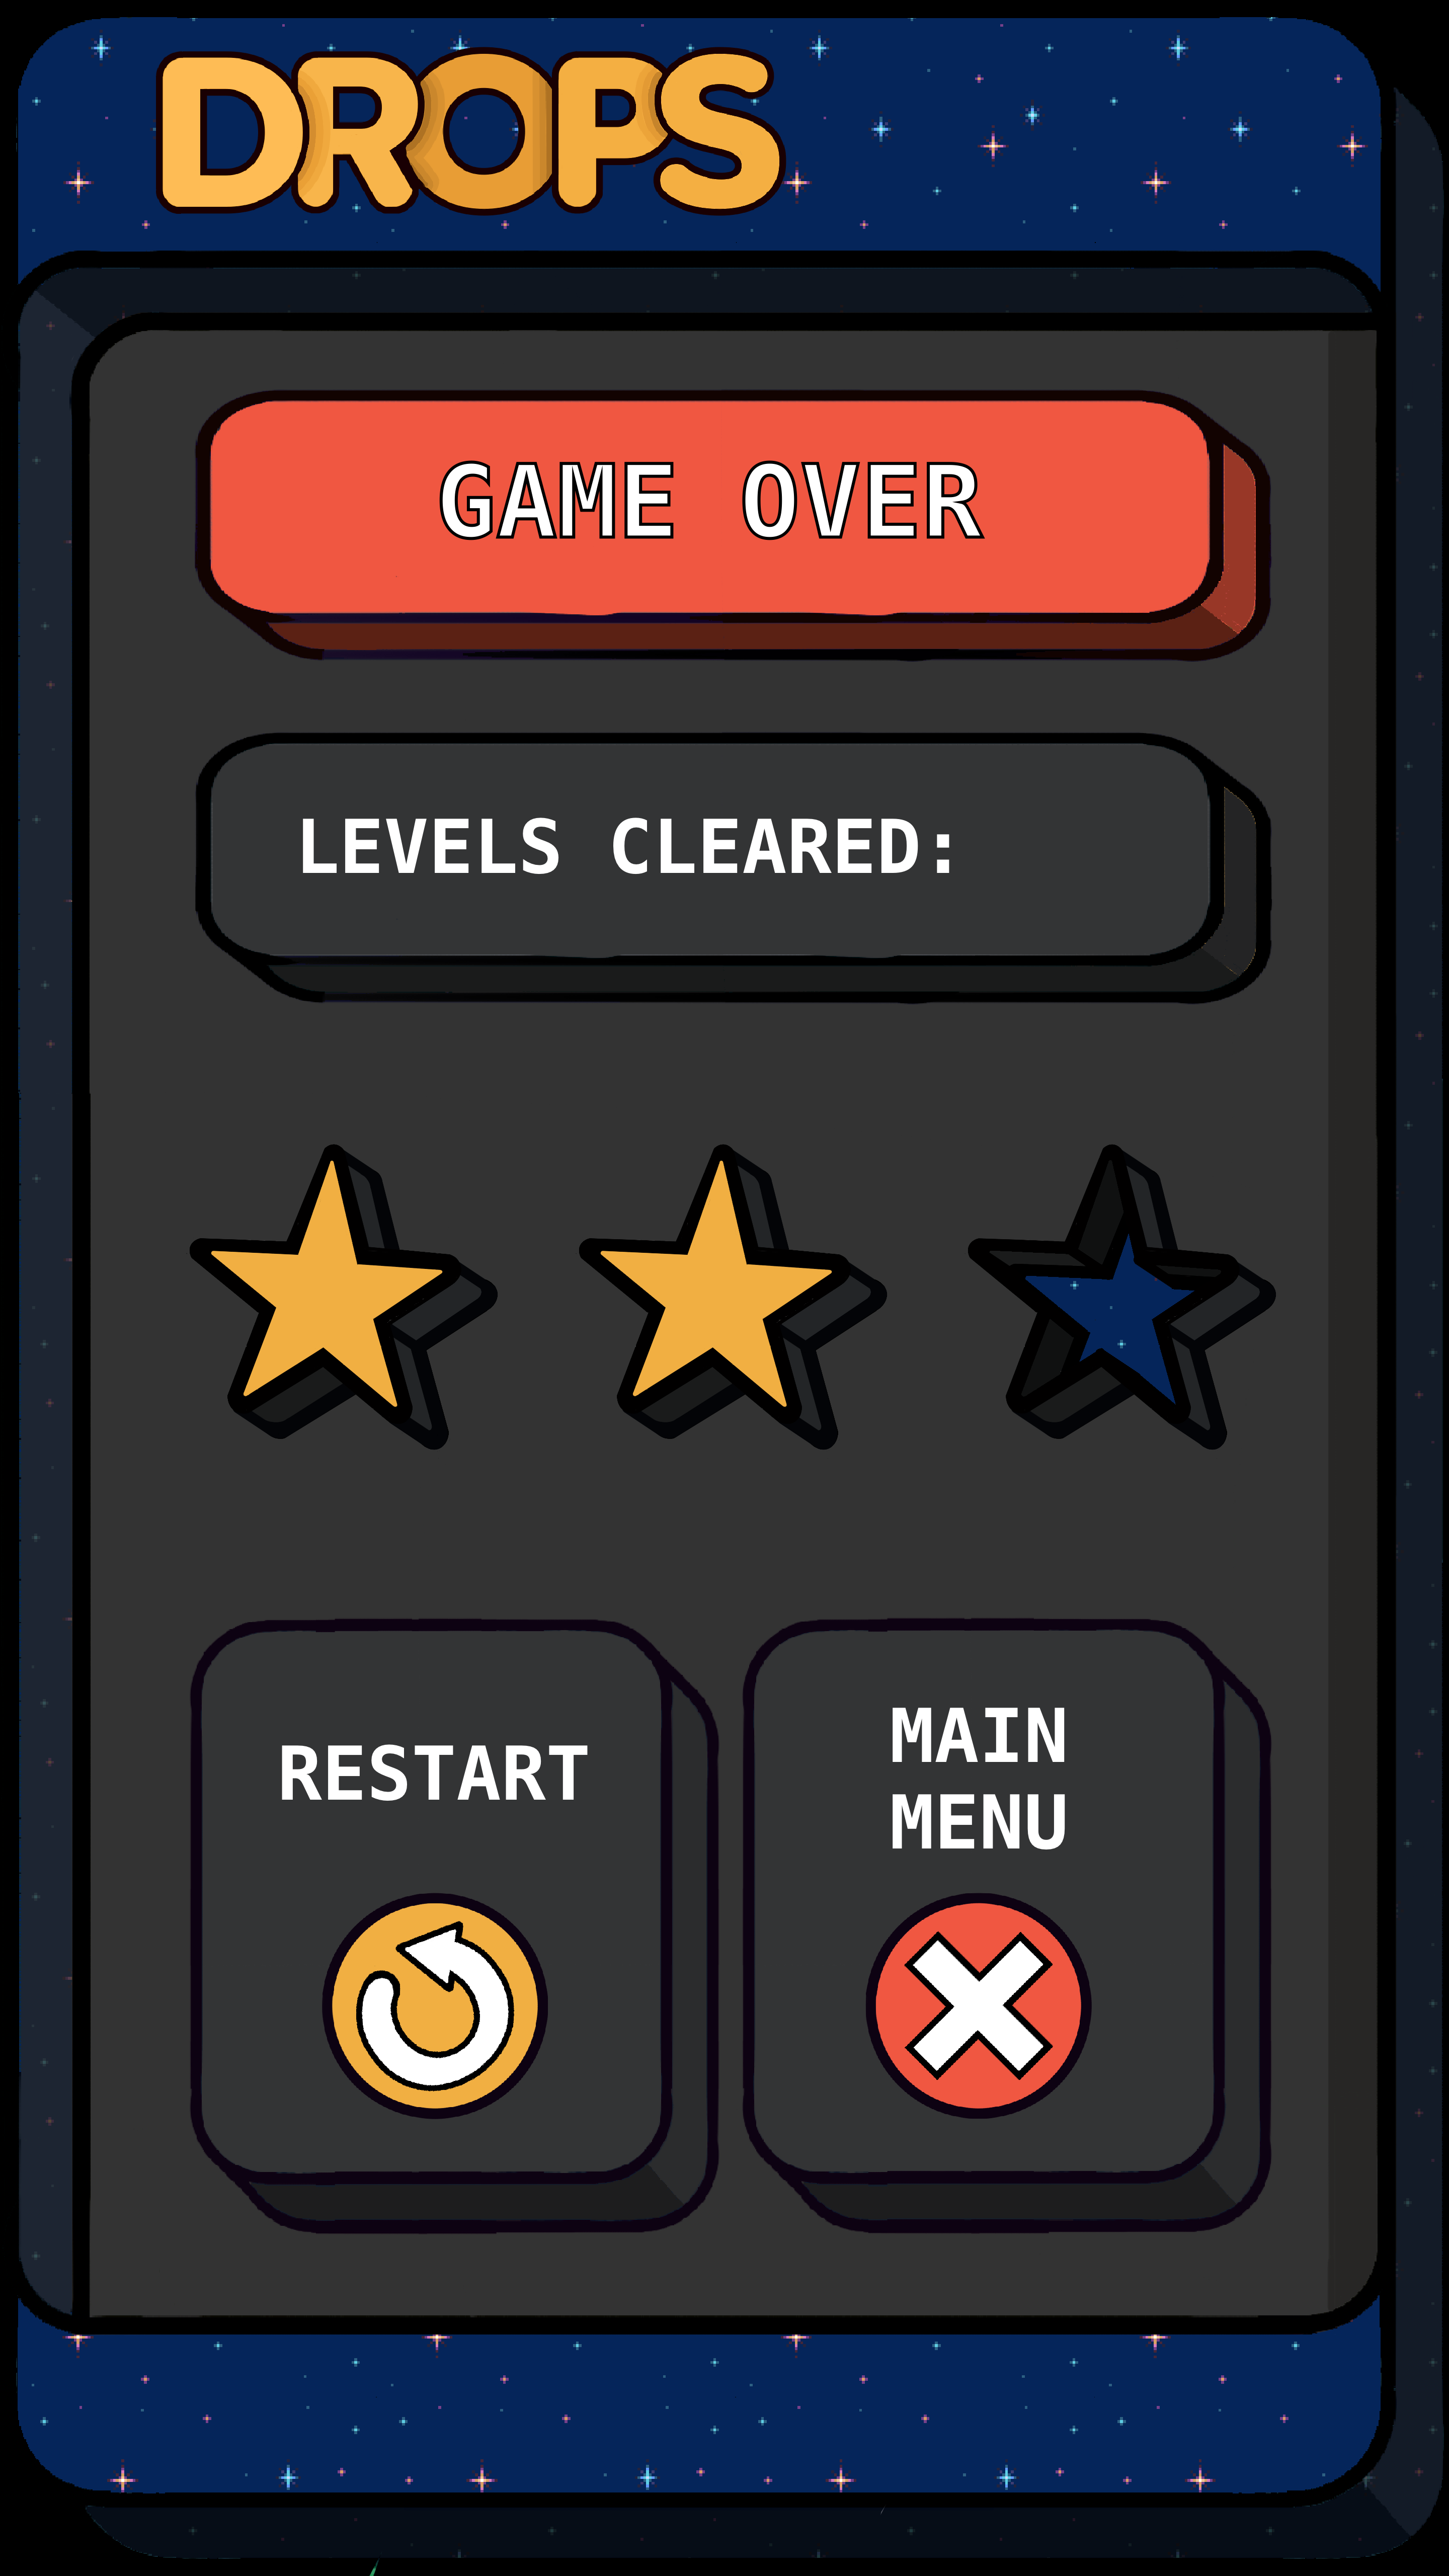 DROPS
GAME OVER
LEVELS CLEARED:
RESTART
MAIN
MENU